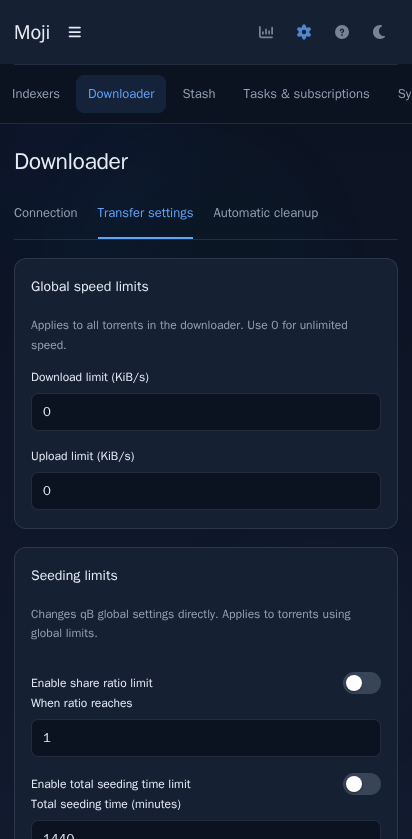 Moji
Indexers Downloader Stash Tasks & subscriptions Sy
Downloader
Connection Transfer settings Automatic cleanup
Global speed limits
Applies to all torrents in the downloader. Use 0 for unlimited
speed.
Download limit (KiB/s)
0
Upload limit (KiB/s)
0
Seeding limits
Changes qB global settings directly. Applies to torrents using
global limits.
Enable share ratio limit
When ratio reaches
1
Enable total seeding time limit
Total seeding time (minutes)
1440